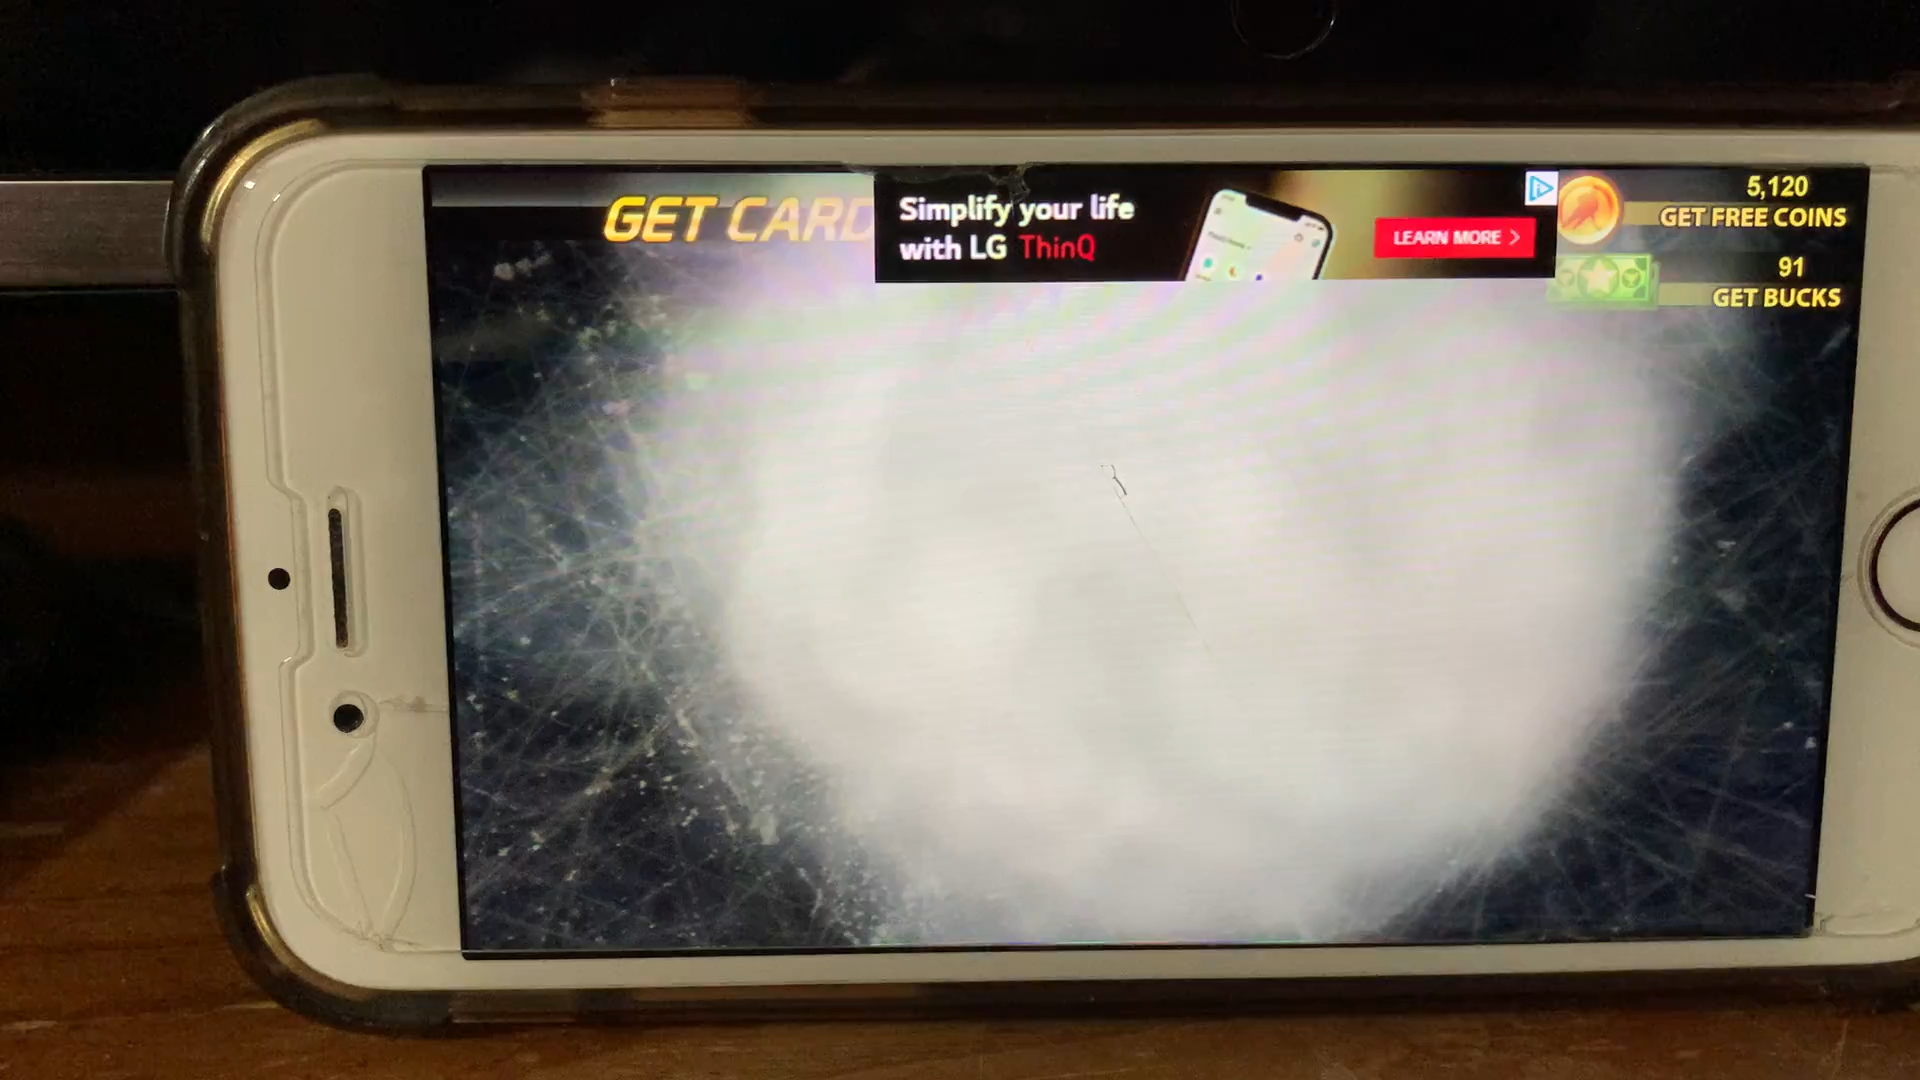 GET CARD
Simplify your life
with LG ThinQ
LEARN MORE >
5,120
GET FREE COINS
91
GET BUCKS